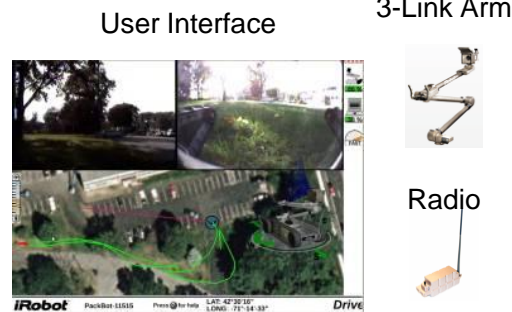 User Interface
3-Link Arm
Radio
FAST
iRobot PackBot-11515 Press for help LAT: 42°30'16" LONG: -71°-14'-33" Drive